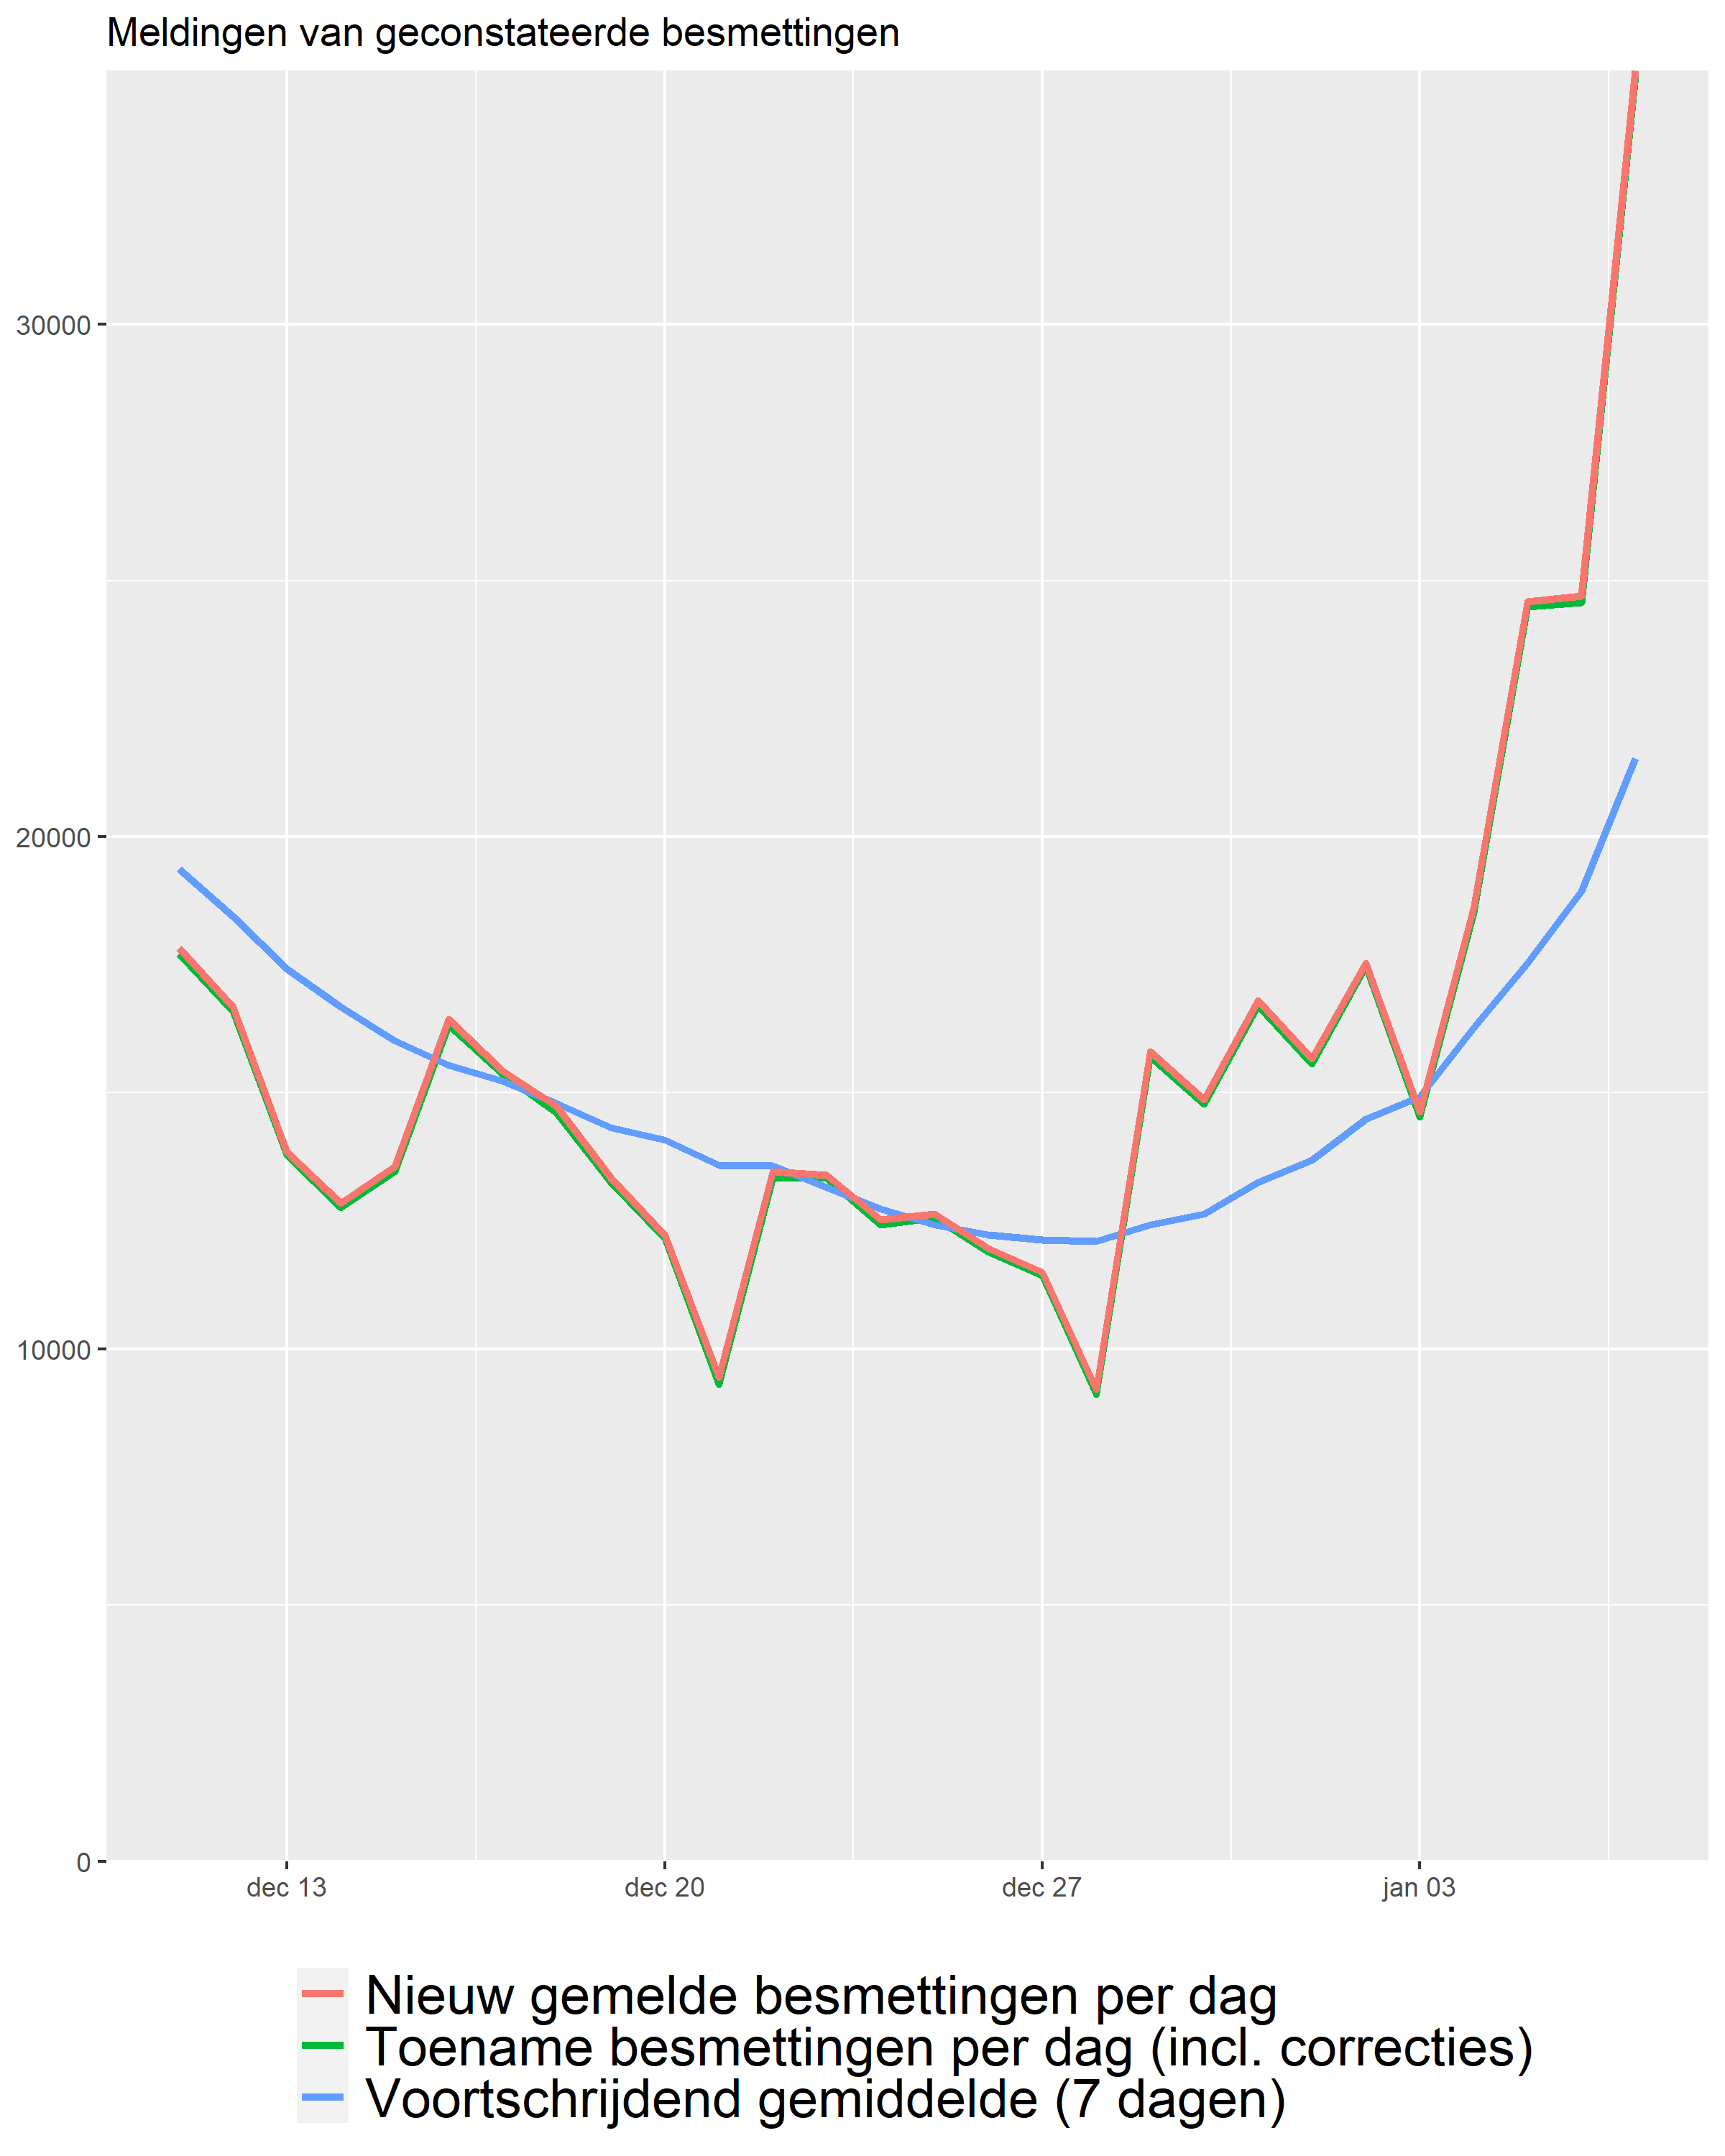 Meldingen van geconstateerde besmettingen
30000
20000
10000
0
dec 13 dec 20 dec 27 jan 03
Nieuw gemelde besmettingen per dag
Toename besmettingen per dag (incl. correcties)
Voortschrijdend gemiddelde (7 dagen)